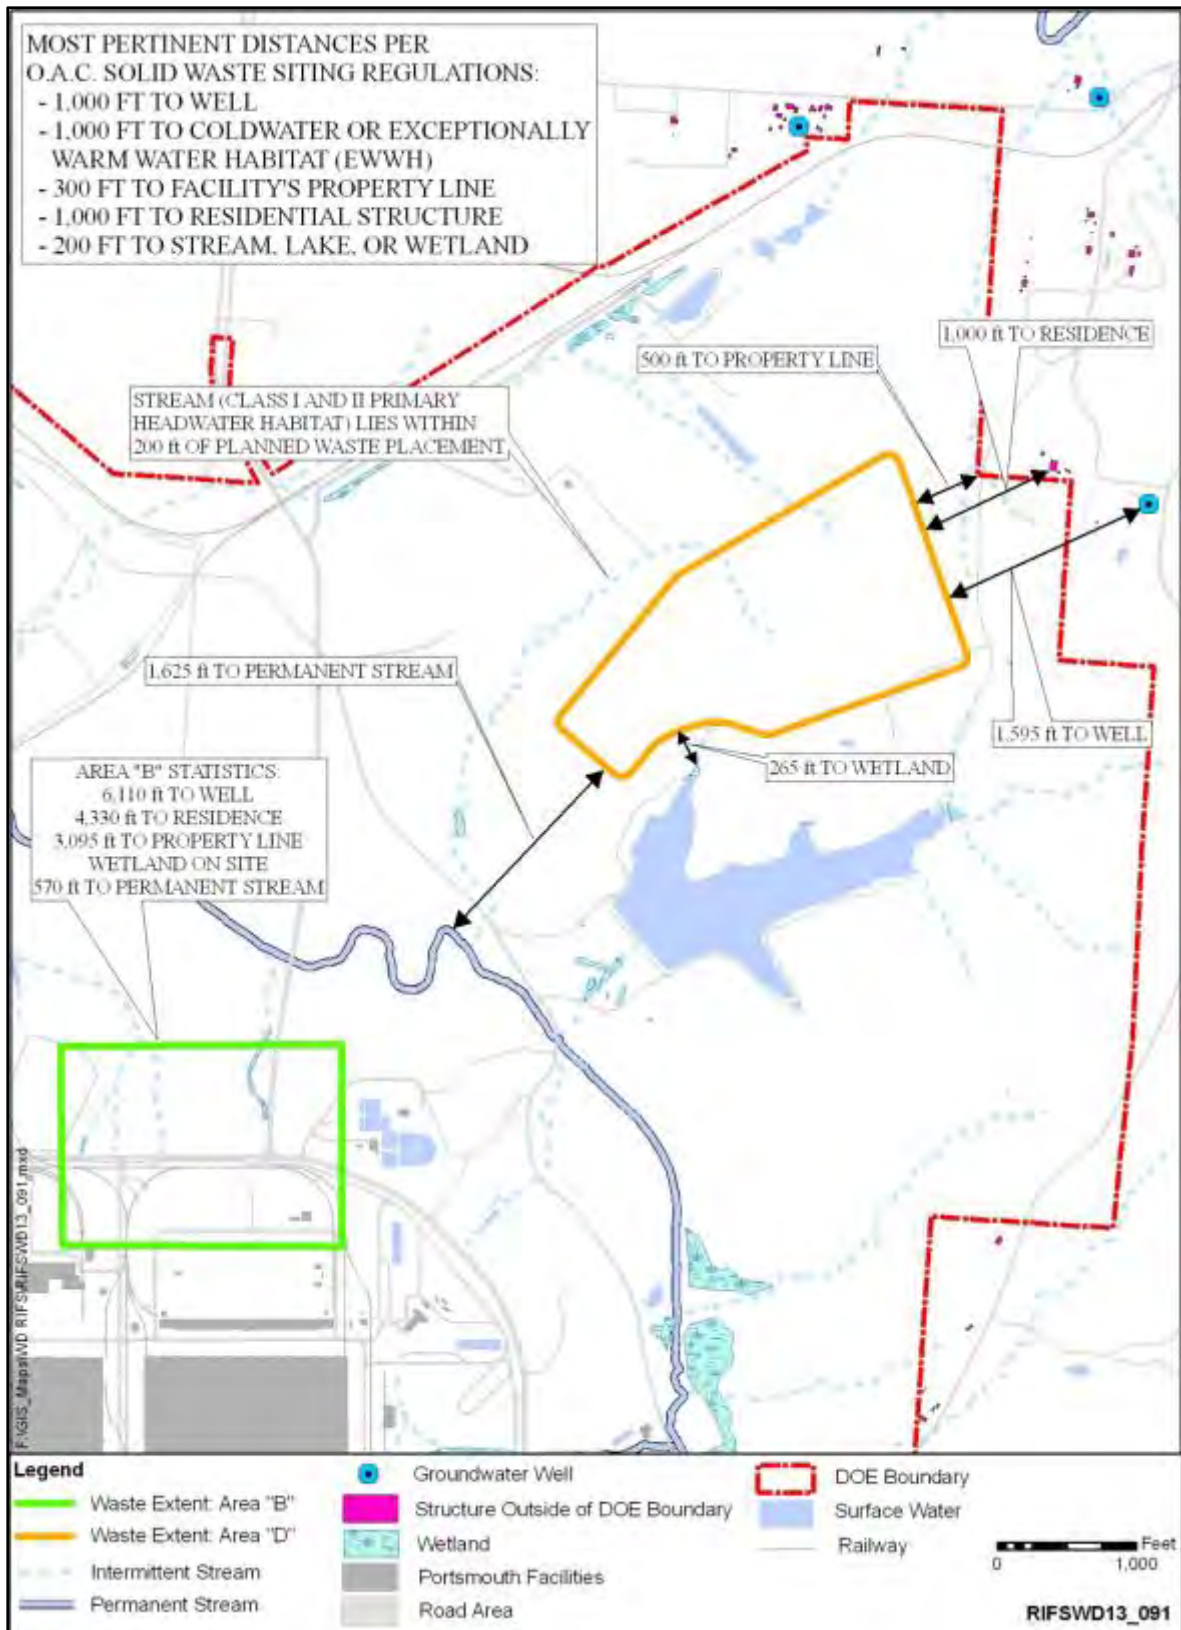 MOST PERTINENT DISTANCES PER
O.A.C. SOLID WASTE SITING REGULATIONS:
- 1,000 FT TO WELL
- 1,000 FT TO COLDWATER OR EXCEPTIONALLY
WARM WATER HABITAT (EWWH)
- 300 FT TO FACILITY'S PROPERTY LINE
- 1,000 FT TO RESIDENTIAL STRUCTURE
- 200 FT TO STREAM, LAKE, OR WETLAND
1,000 ft TO RESIDENCE
500 ft TO PROPERTY LINE
STREAM (CLASS I AND II PRIMARY
HEADWATER HABITAT) LIES WITHIN
200 ft OF PLANNED WASTE PLACEMENT
1,625 ft TO PERMANENT STREAM
1,595 ft TO WELL
265 ft TO WETLAND
AREA "B" STATISTICS:
6,110 ft TO WELL
4,330 ft TO RESIDENCE
3,095 ft TO PROPERTY LINE
WETLAND ON SITE
570 ft TO PERMANENT STREAM
F:\GIS_Maps\WD RIFS\RIFSWD13_091.mxd
Legend
Waste Extent: Area "B"
Waste Extent: Area "D"
Intermittent Stream
Permanent Stream
Groundwater Well
Structure Outside of DOE Boundary
Wetland
Portsmouth Facilities
Road Area
DOE Boundary
Surface Water
Railway
Feet
0 1,000
RIFSWD13_091